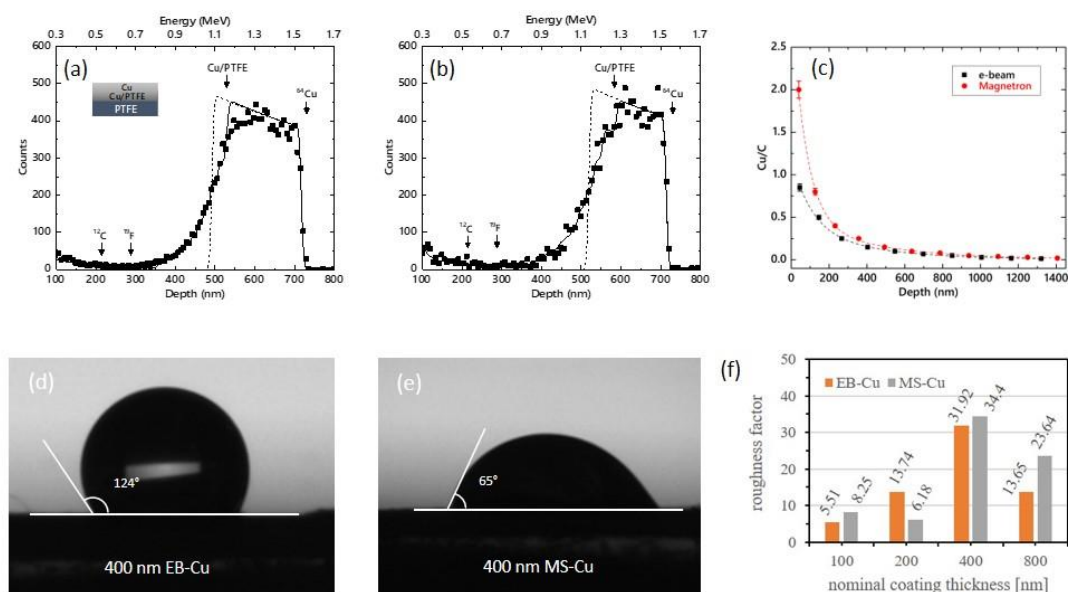 Energy (MeV)
0.3 0.5 0.7 0.9 1.1 1.3 1.5 1.7
600
500
400
300
200
100
0
Counts
(a)
Cu
Cu/PTFE
PTFE
Cu/PTFE
⁶⁴Cu
¹²C
¹⁹F
100 200 300 400 500 600 700 800
Depth (nm)
Energy (MeV)
0.3 0.5 0.7 0.9 1.1 1.3 1.5 1.7
600
500
400
300
200
100
0
Counts
(b)
Cu/PTFE
⁶⁴Cu
¹²C
¹⁹F
100 200 300 400 500 600 700 800
Depth (nm)
(c)
2.5
2.0
1.5
1.0
0.5
0.0
Cu/C
e-beam
Magnetron
0 200 400 600 800 1000 1200 1400
Depth (nm)
(d)
124°
400 nm EB-Cu
(e)
65°
400 nm MS-Cu
(f)
50
40
30
20
10
0
roughness factor
EB-Cu MS-Cu
5.51 8.25 13.74 6.18 31.92 34.4 13.65 23.64
100 200 400 800
nominal coating thickness [nm]